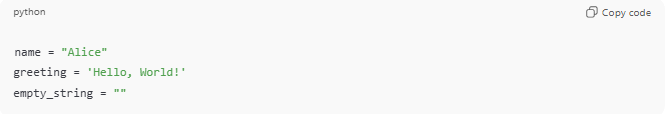 python
Copy code
name = "Alice"
greeting = 'Hello, World!'
empty_string = ""